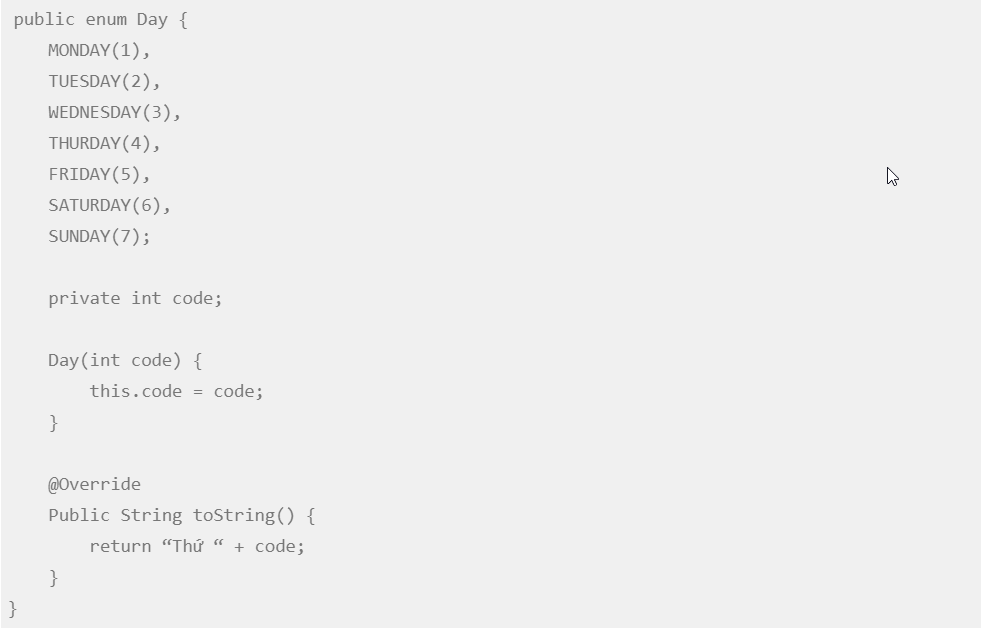 public enum Day {
MONDAY(1),
TUESDAY(2),
WEDNESDAY(3),
THURDAY(4),
FRIDAY(5),
SATURDAY(6),
SUNDAY(7);
private int code;
Day(int code) {
this.code = code;
}
@Override
Public String toString() {
return “Thứ “ + code;
}
}